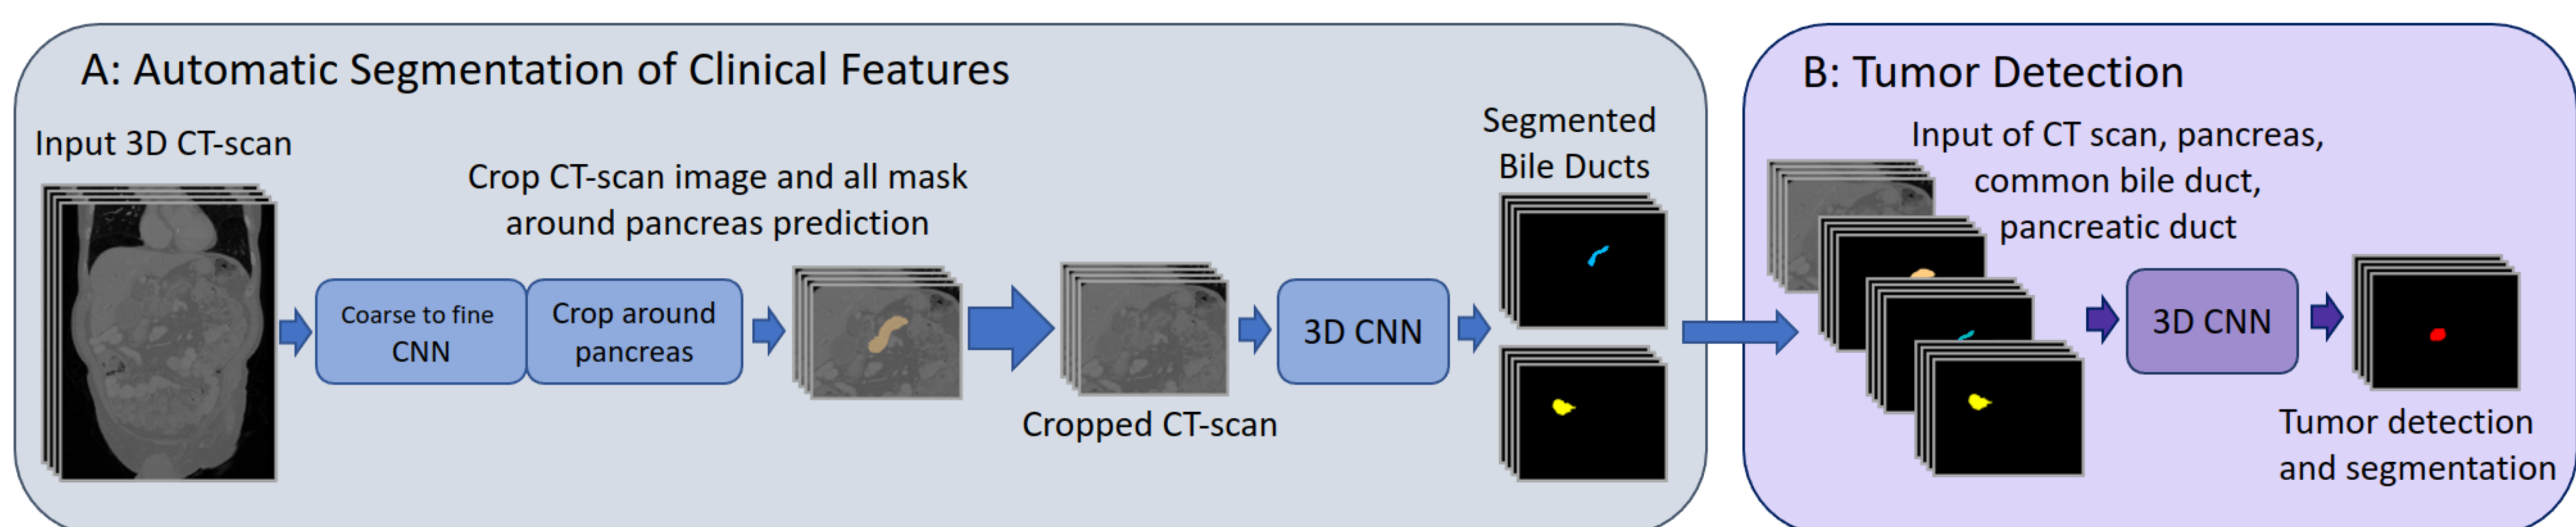 A: Automatic Segmentation of Clinical Features
Input 3D CT-scan
Crop CT-scan image and all mask
around pancreas prediction
Coarse to fine
CNN
Crop around
pancreas
Cropped CT-scan
3D CNN
Segmented
Bile Ducts
B: Tumor Detection
Input of CT scan, pancreas,
common bile duct,
pancreatic duct
3D CNN
Tumor detection
and segmentation